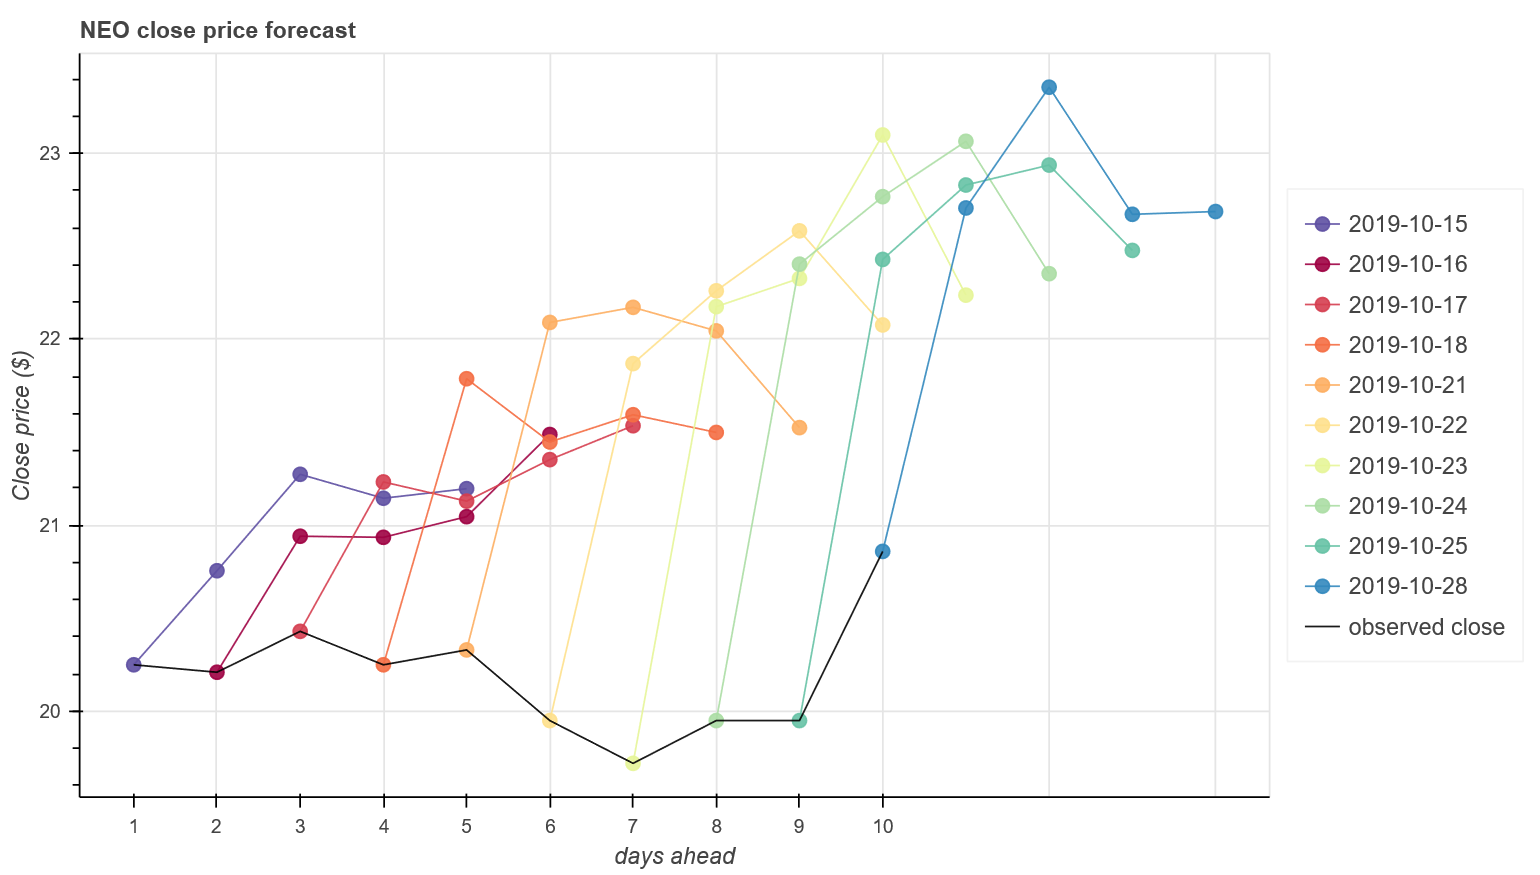 NEO close price forecast
23
22
21
20
Close price ($)
1 2 3 4 5 6 7 8 9 10
days ahead
2019-10-15
2019-10-16
2019-10-17
2019-10-18
2019-10-21
2019-10-22
2019-10-23
2019-10-24
2019-10-25
2019-10-28
observed close